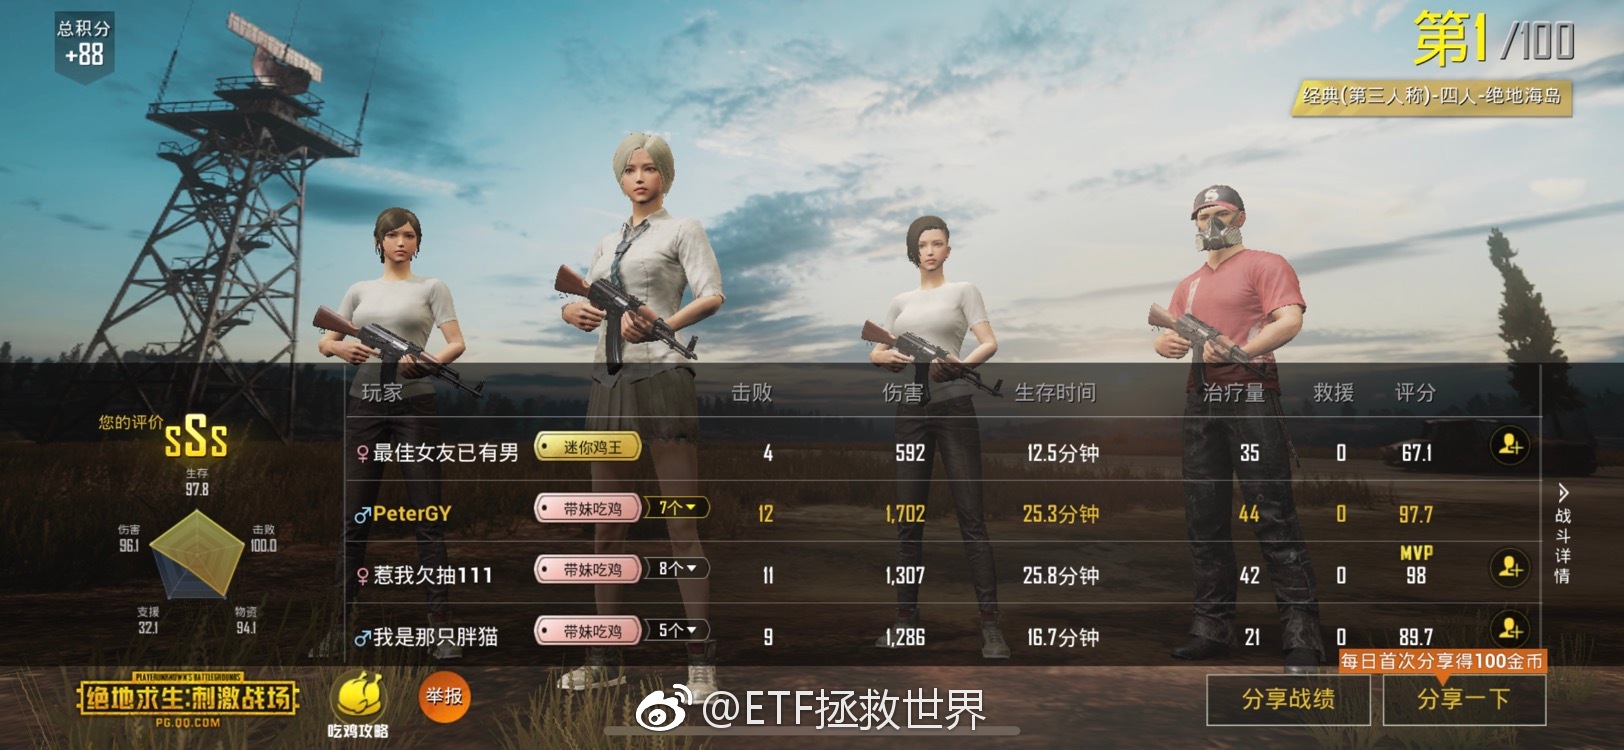 总积分
+88
第1/100
经典(第三人称)-四人-绝地海岛
您的评价 SSS
生存
97.8
伤害
96.1
击败
100.0
支援
32.1
物资
94.1
玩家 击败 伤害 生存时间 治疗量 救援 评分
♀最佳女友已有男 迷你鸡王 4 592 12.5分钟 35 0 67.1
♂PeterGY 带妹吃鸡 7个▼ 12 1,702 25.3分钟 44 0 97.7
MVP
♀惹我欠抽111 带妹吃鸡 8个▼ 11 1,307 25.8分钟 42 0 98
♂我是那只胖猫 带妹吃鸡 5个▼ 9 1,286 16.7分钟 21 0 89.7
战斗详情
每日首次分享得100金币
PLAYERUNKNOWN'S BATTLEGROUNDS
绝地求生:刺激战场
PG.QQ.COM
吃鸡攻略
举报
@ETF拯救世界
分享战绩
分享一下